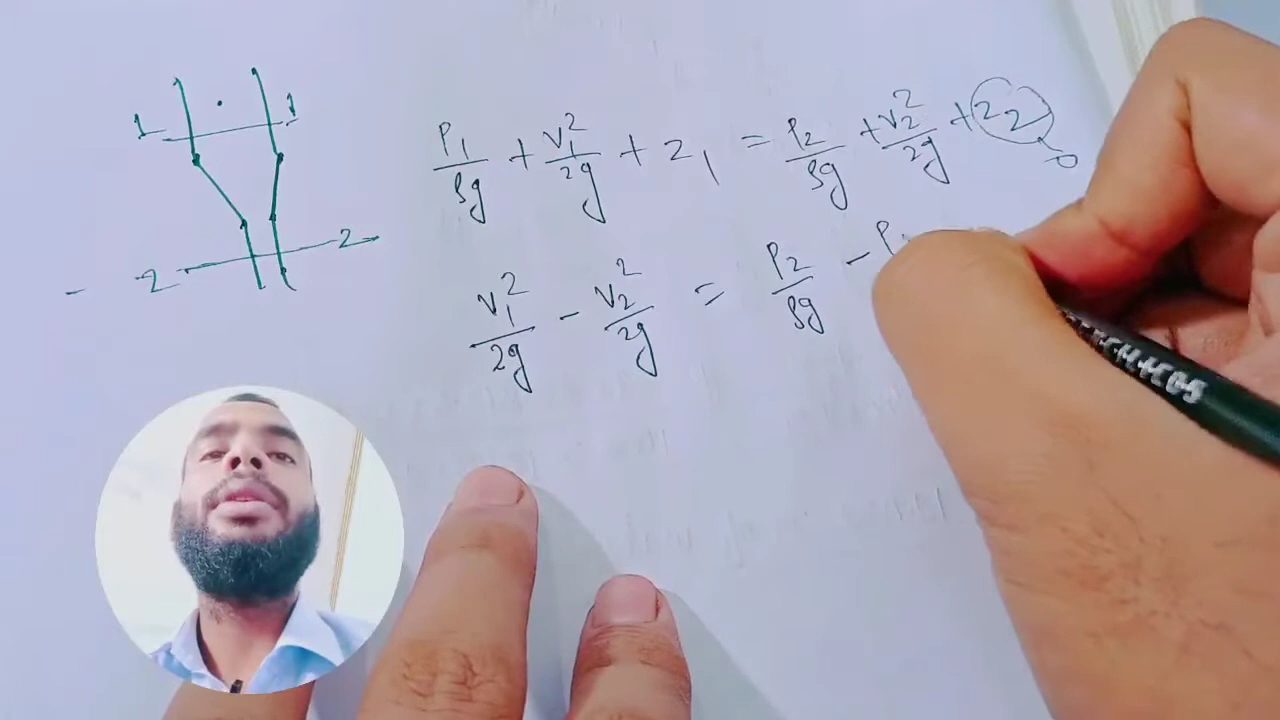 1 1
P₁/ρg + V₁²/2g + z₁ = P₂/ρg + V₂²/2g + z₂ 0
2 2
V₁²/2g - V₂²/2g = P₂/ρg - P